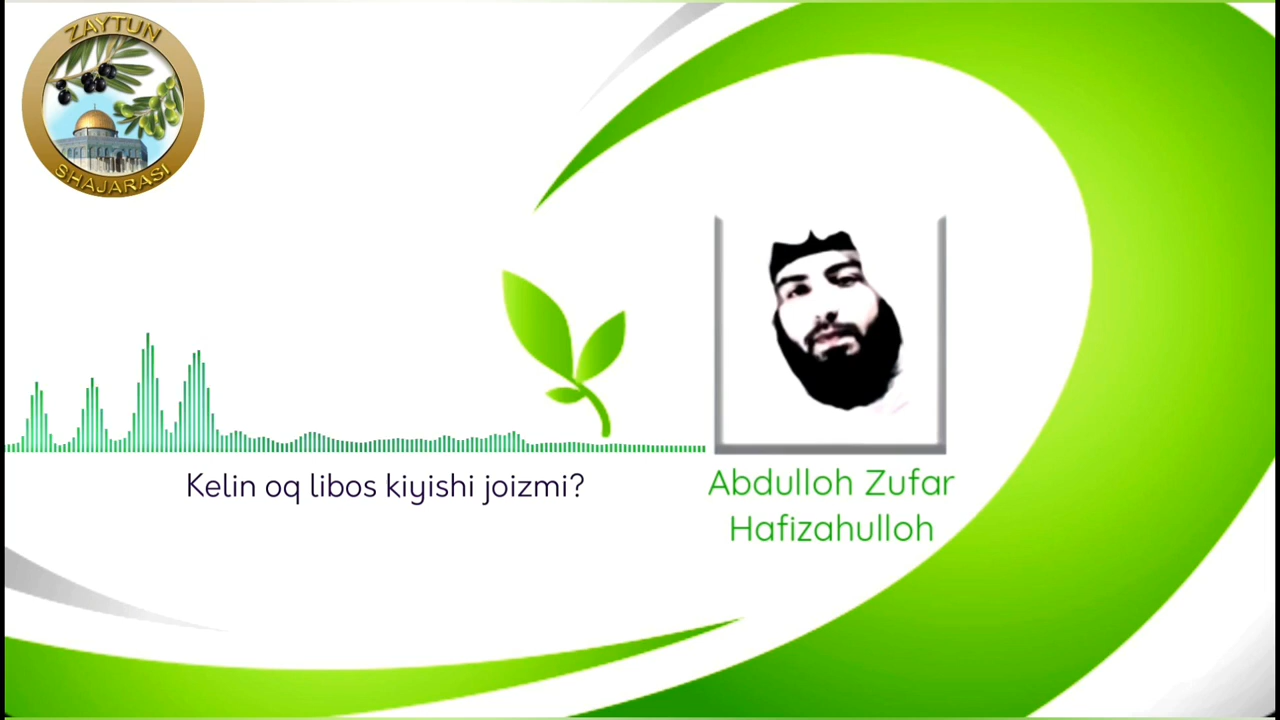 ZAYTUN
SHAJARASI
Kelin oq libos kiyishi joizmi?
Abdulloh Zufar
Hafizahulloh